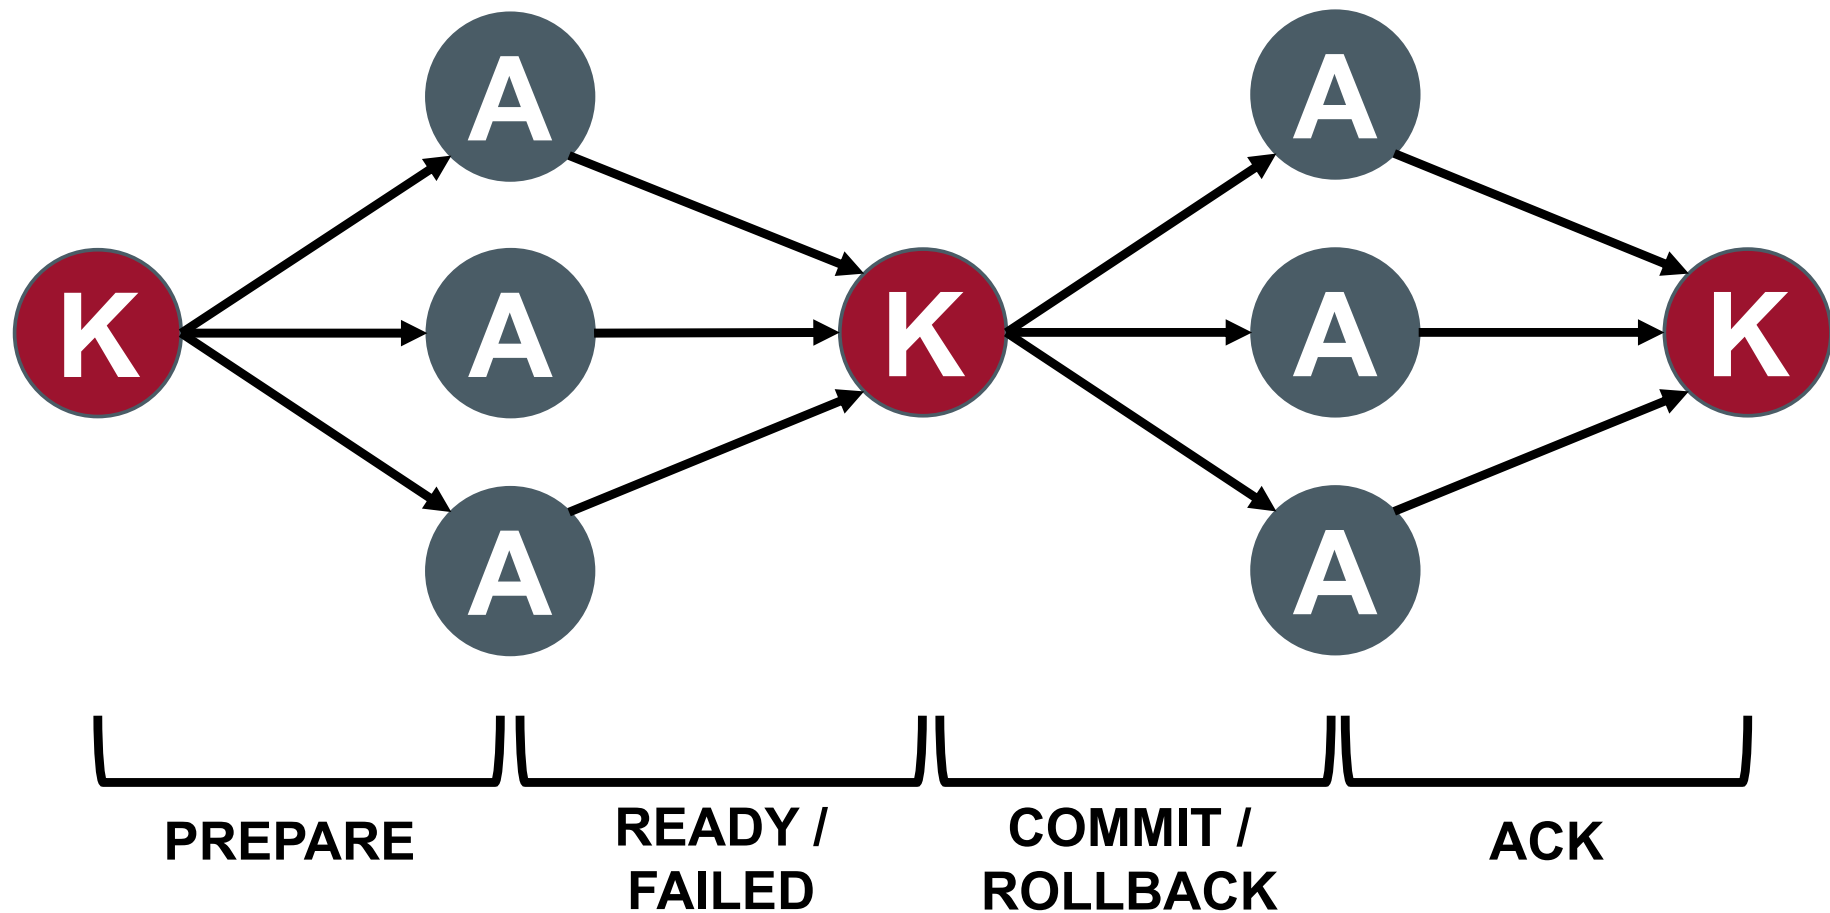 A
A
K
A
K
A
K
A
A
PREPARE
READY /
FAILED
COMMIT /
ROLLBACK
ACK